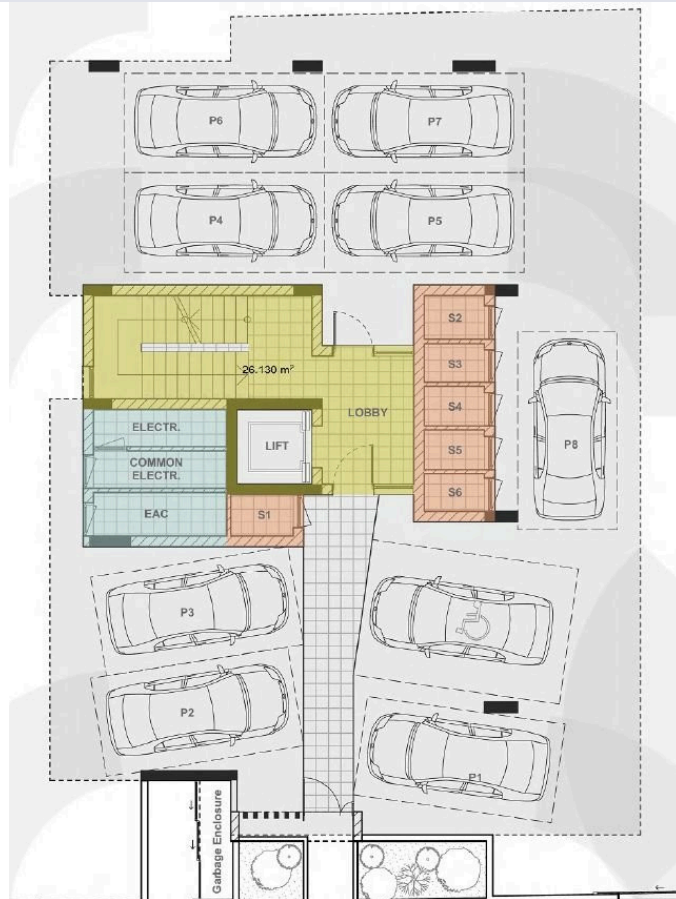 P6
P7
P4
P5
S2
S3
26.130 m²
LOBBY
S4
ELECTR.
LIFT
S5
P8
COMMON
ELECTR.
S6
EAC
S1
P3
P2
P1
Garbage Enclosure